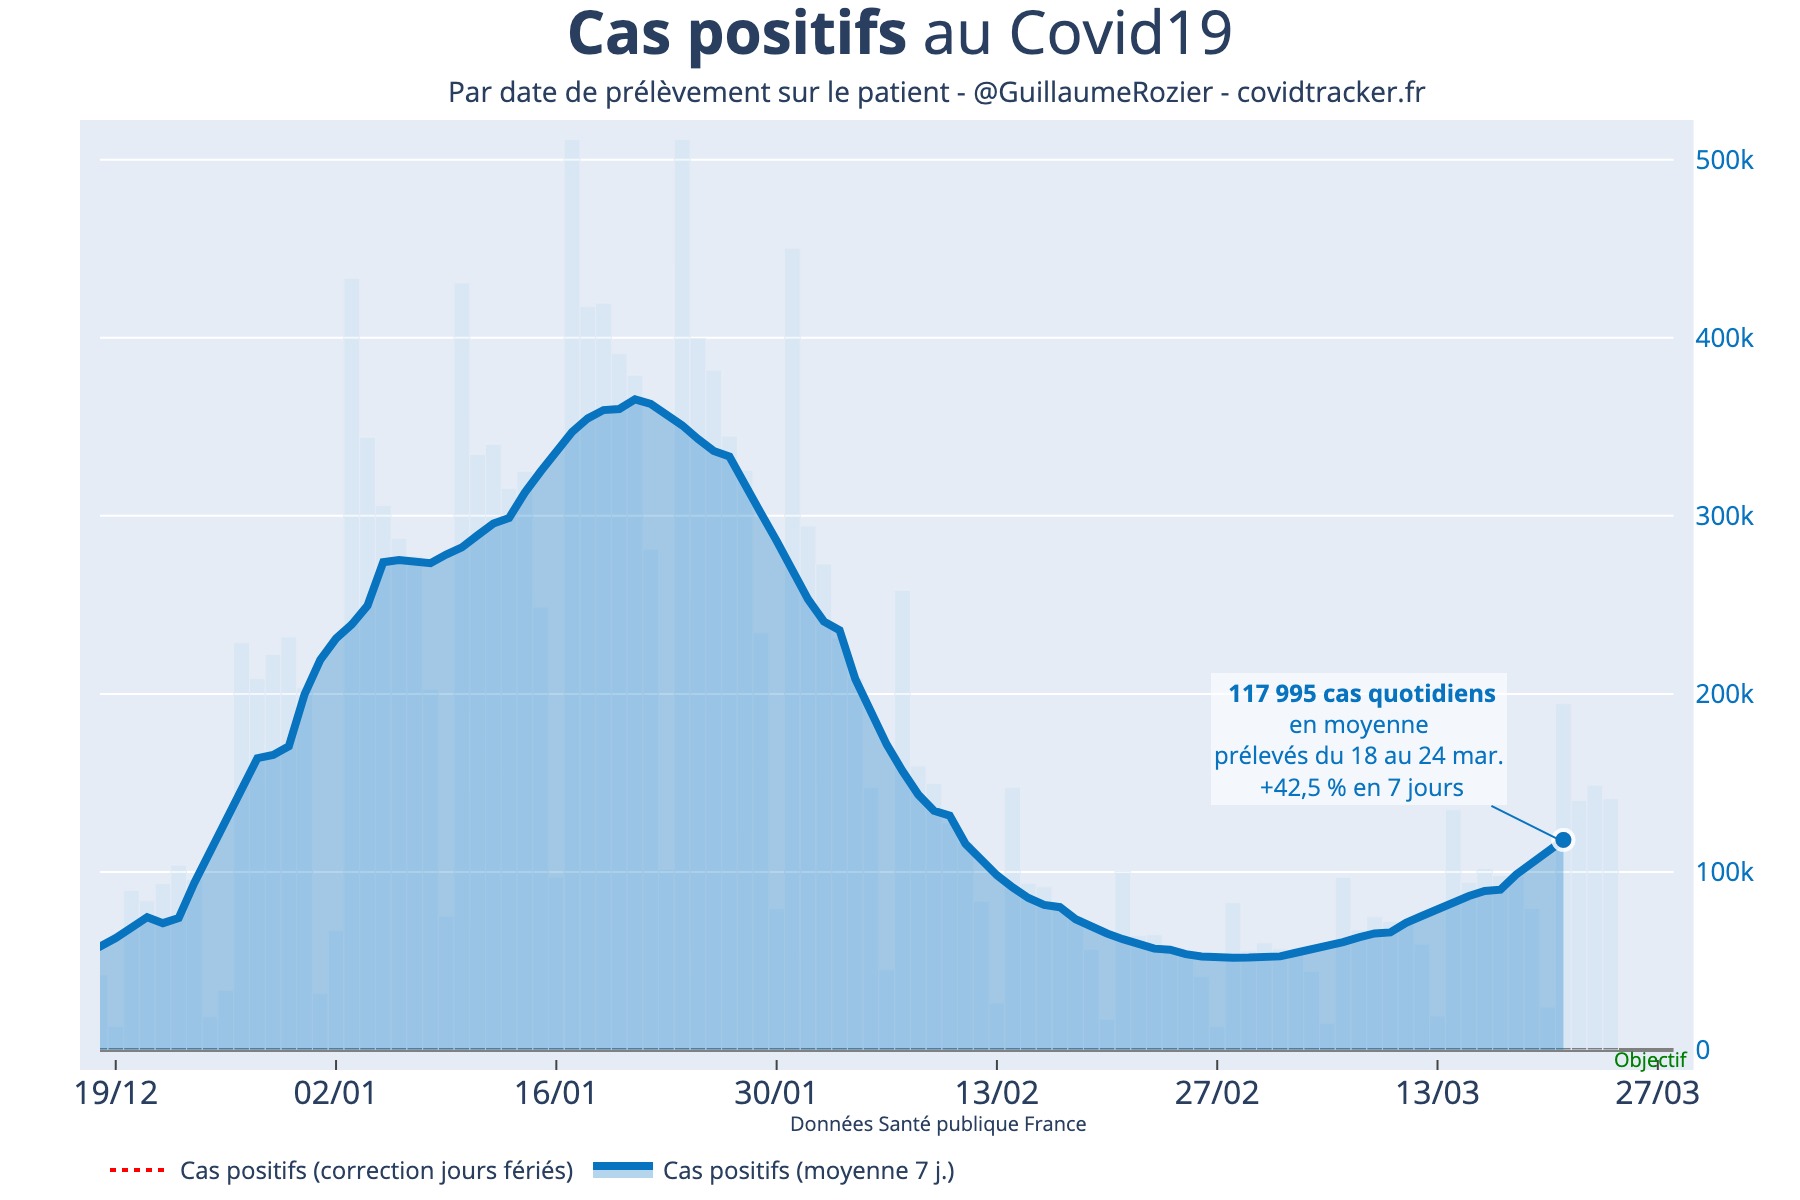 Cas positifs au Covid19
Par date de prélèvement sur le patient - @GuillaumeRozier - covidtracker.fr
500k
400k
300k
200k
100k
0
117 995 cas quotidiens
en moyenne
prélevés du 18 au 24 mar.
+42,5 % en 7 jours
Objectif
19/12 02/01 16/01 30/01 13/02 27/02 13/03 27/03
Données Santé publique France
Cas positifs (correction jours fériés) Cas positifs (moyenne 7 j.)